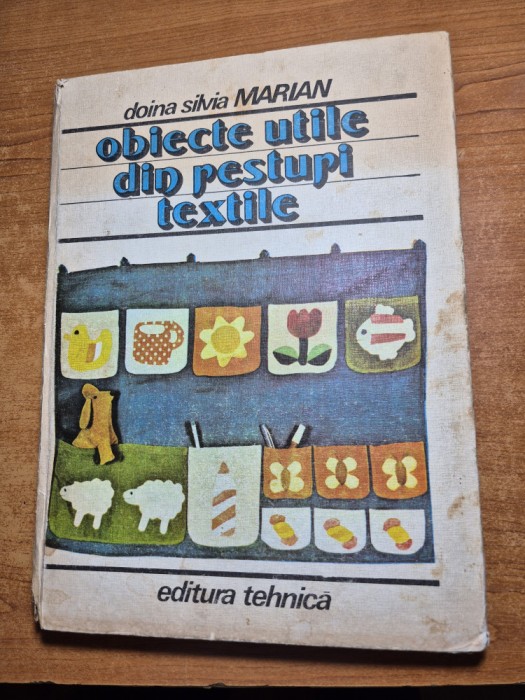 doina silvia MARIAN
obiecte utile
din resturi
textile
editura tehnică